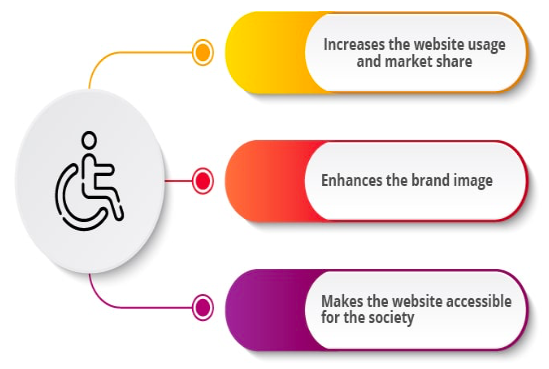 Increases the website usage
and market share
Enhances the brand image
Makes the website accessible
for the society